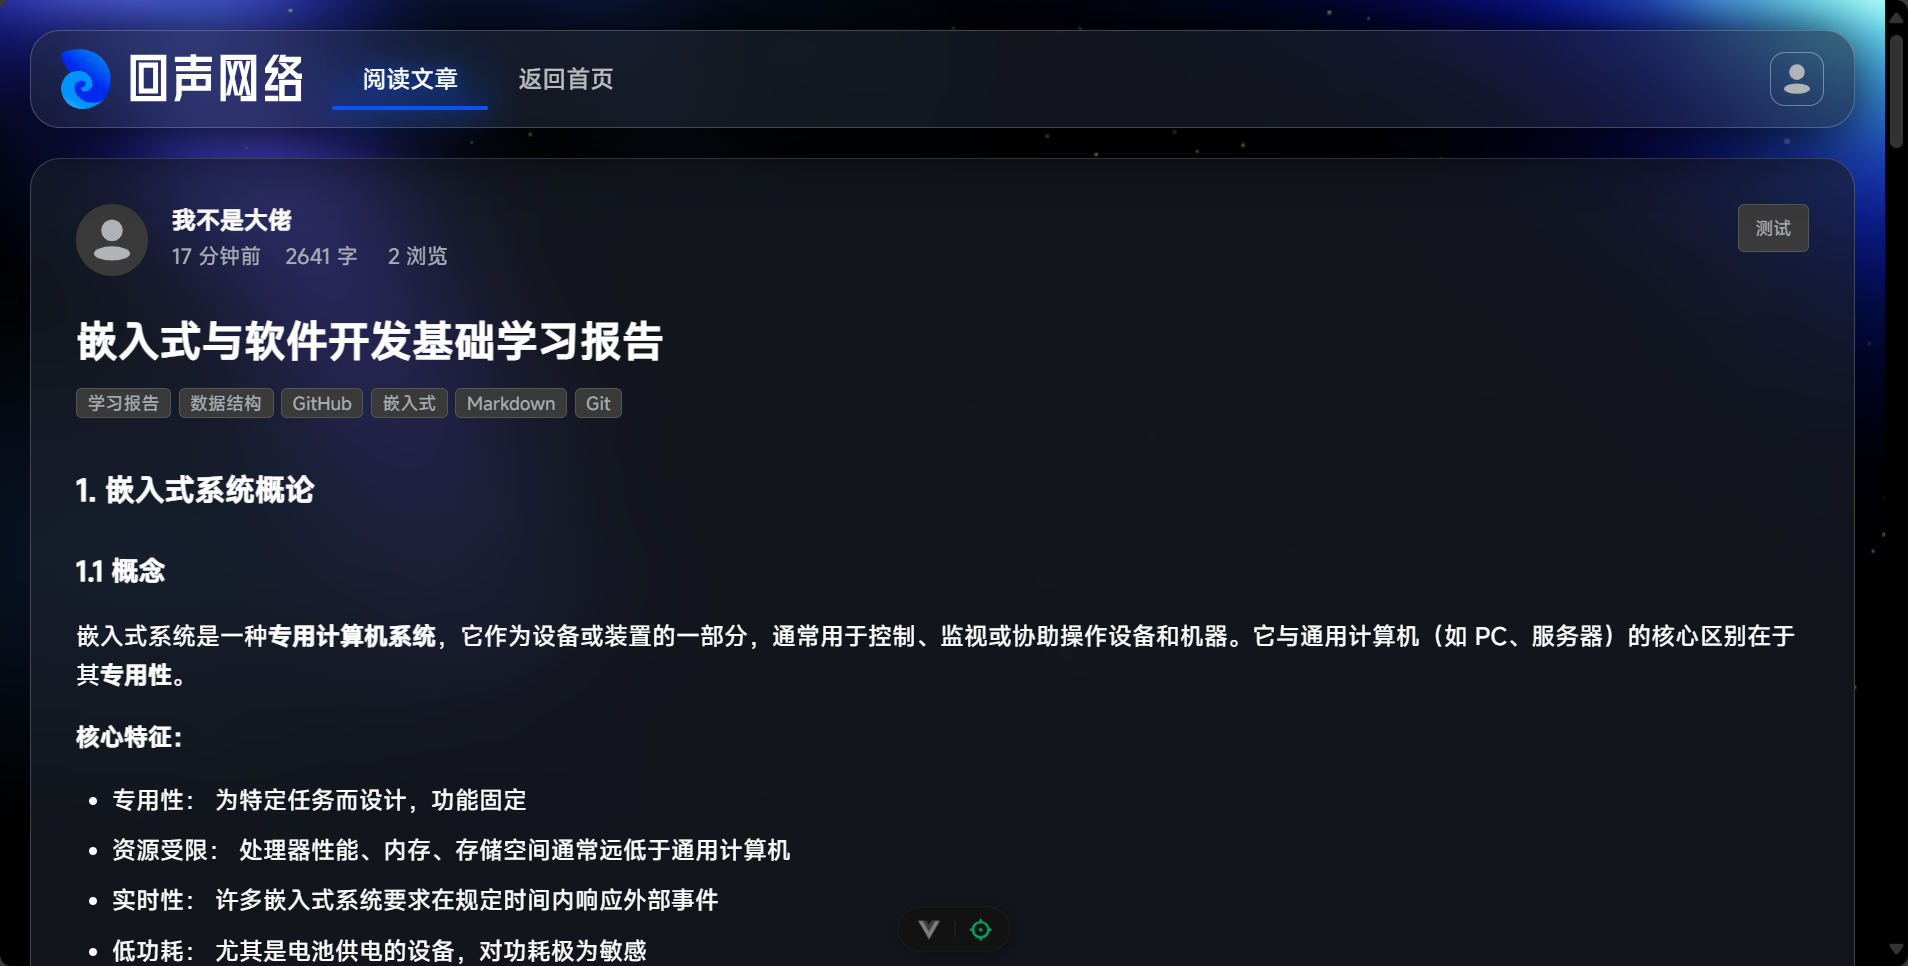 回声网络
阅读文章
返回首页
我不是大佬
17 分钟前 2641 字 2 浏览
测试
嵌入式与软件开发基础学习报告
学习报告 数据结构 GitHub 嵌入式 Markdown Git
1. 嵌入式系统概论
1.1 概念
嵌入式系统是一种专用计算机系统，它作为设备或装置的一部分，通常用于控制、监视或协助操作设备和机器。它与通用计算机（如 PC、服务器）的核心区别在于
其专用性。
核心特征：
• 专用性： 为特定任务而设计，功能固定
• 资源受限： 处理器性能、内存、存储空间通常远低于通用计算机
• 实时性： 许多嵌入式系统要求在规定时间内响应外部事件
• 低功耗： 尤其是电池供电的设备，对功耗极为敏感